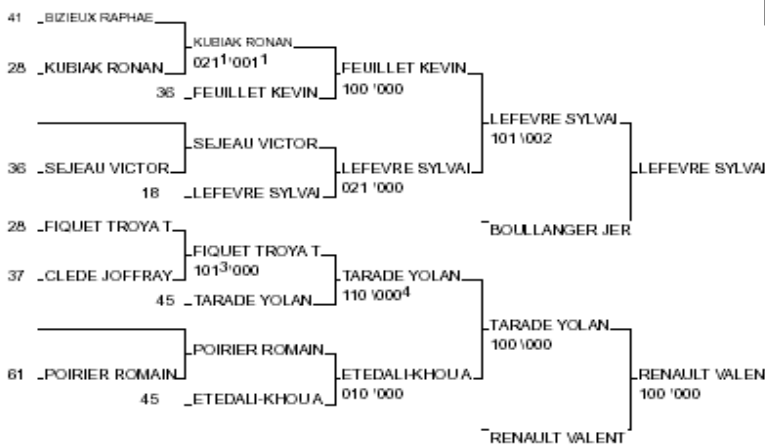 41 BIZIEUX RAPHAE
KUBIAK RONAN
021¹'001¹
28 KUBIAK RONAN
FEUILLET KEVIN
100 '000
36 FEUILLET KEVIN
LEFEVRE SYLVAI
101 \002
SEJEAU VICTOR
36 SEJEAU VICTOR
LEFEVRE SYLVAI
021 '000
LEFEVRE SYLVAI
18 LEFEVRE SYLVAI
28 FIQUET TROYA T.
BOULLANGER JER
FIQUET TROYA T.
101³'000
37 CLEDE JOFFRAY
TARADE YOLAN
110 \000⁴
45 TARADE YOLAN
TARADE YOLAN
100 \000
POIRIER ROMAIN
61 POIRIER ROMAIN
ETEDALI-KHOU A
010 '000
RENAULT VALEN
100 '000
45 ETEDALI-KHOU A
RENAULT VALENT